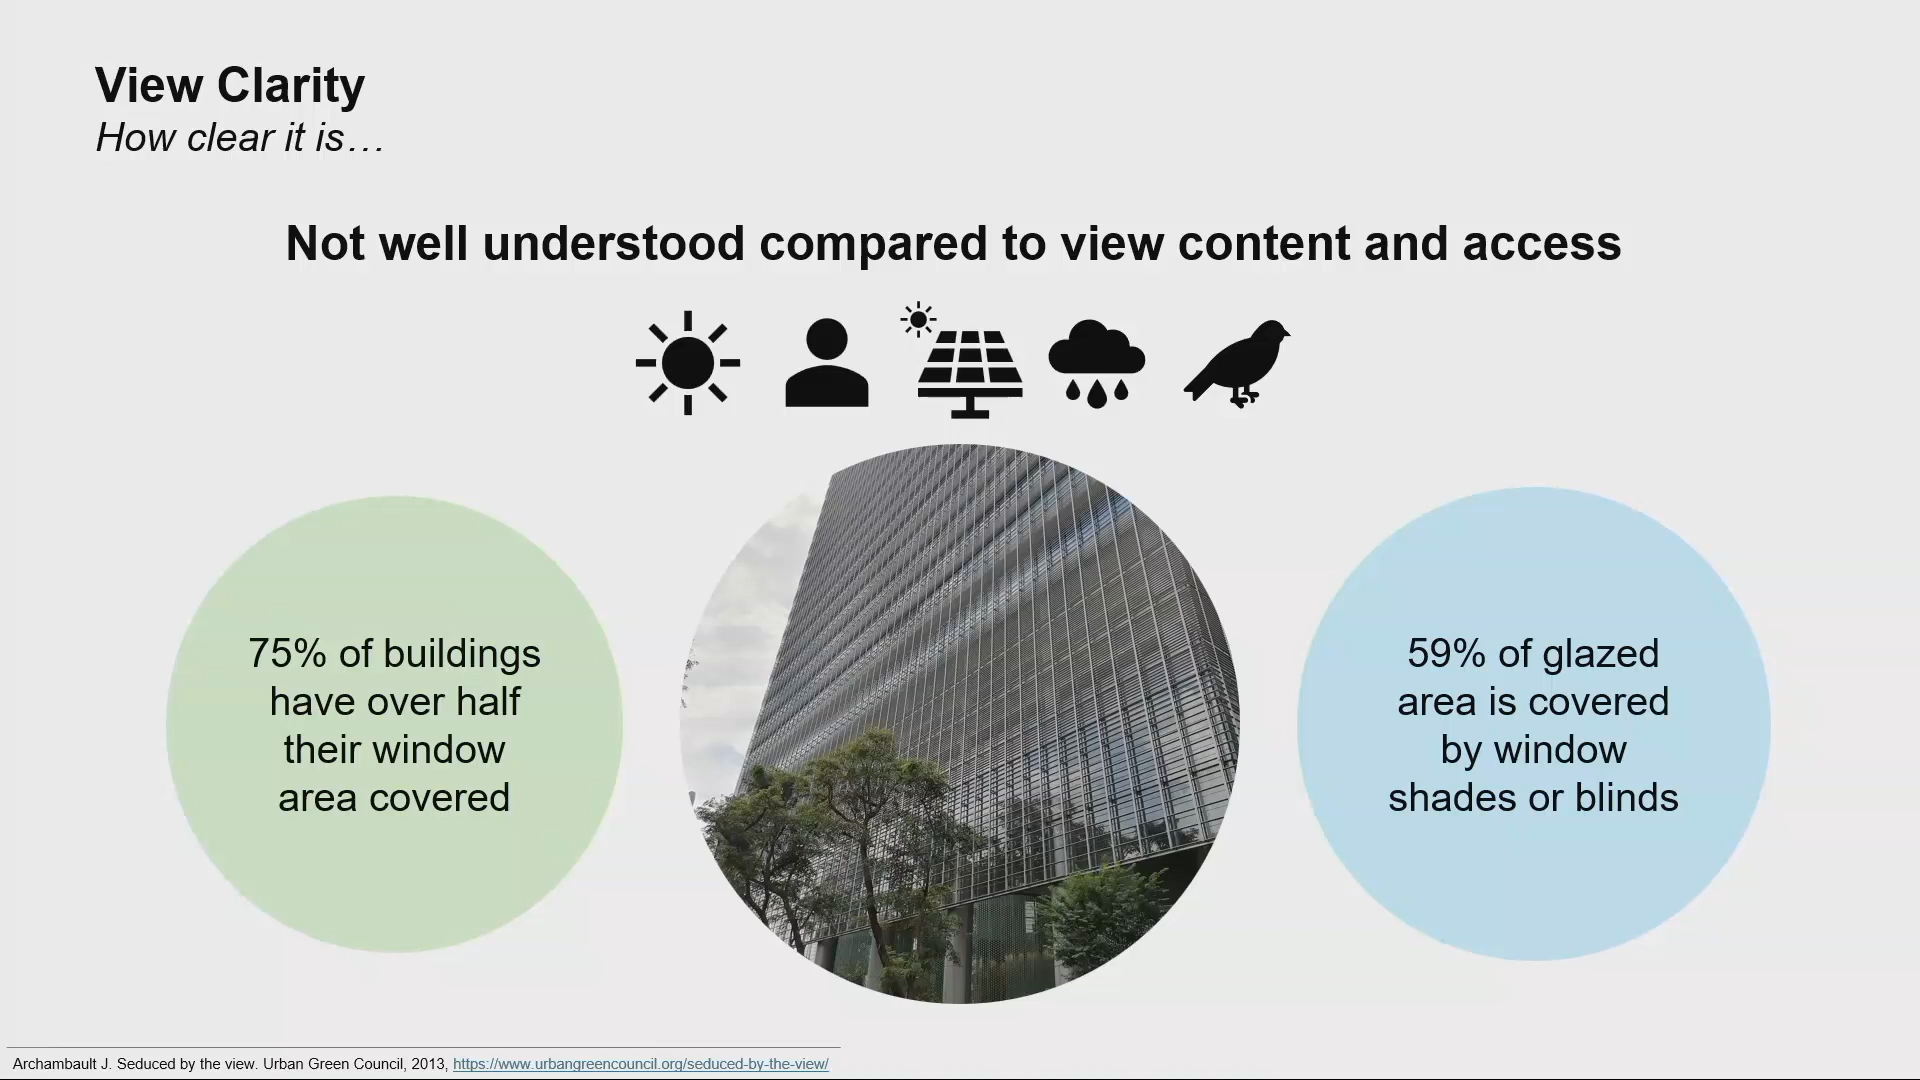 View Clarity
How clear it is…
Not well understood compared to view content and access
75% of buildings
have over half
their window
area covered
59% of glazed
area is covered
by window
shades or blinds
Archambault J. Seduced by the view. Urban Green Council, 2013, https://www.urbangreencouncil.org/seduced-by-the-view/